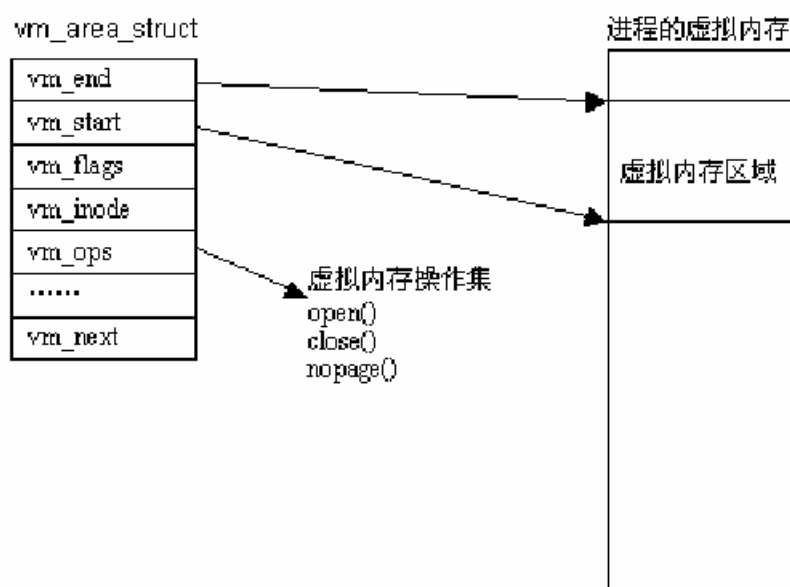 vm_area_struct
vm_end
vm_start
vm_flags
vm_inode
vm_ops
……
vm_next
虚拟内存操作集
open()
close()
nopage()
进程的虚拟内存
虚拟内存区域